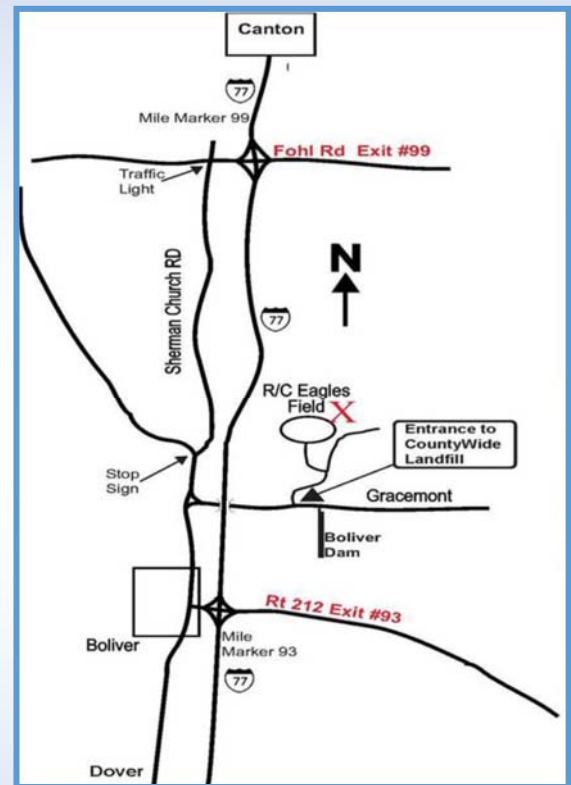 Canton
77
Mile Marker 99
Fohl Rd Exit #99
Traffic
Light
Sherman Church RD
N
77
R/C Eagles
Field X
Entrance to
CountyWide
Landfill
Stop
Sign
Gracemont
Boliver
Dam
Rt 212 Exit #93
Boliver
Mile
Marker 93
77
Dover